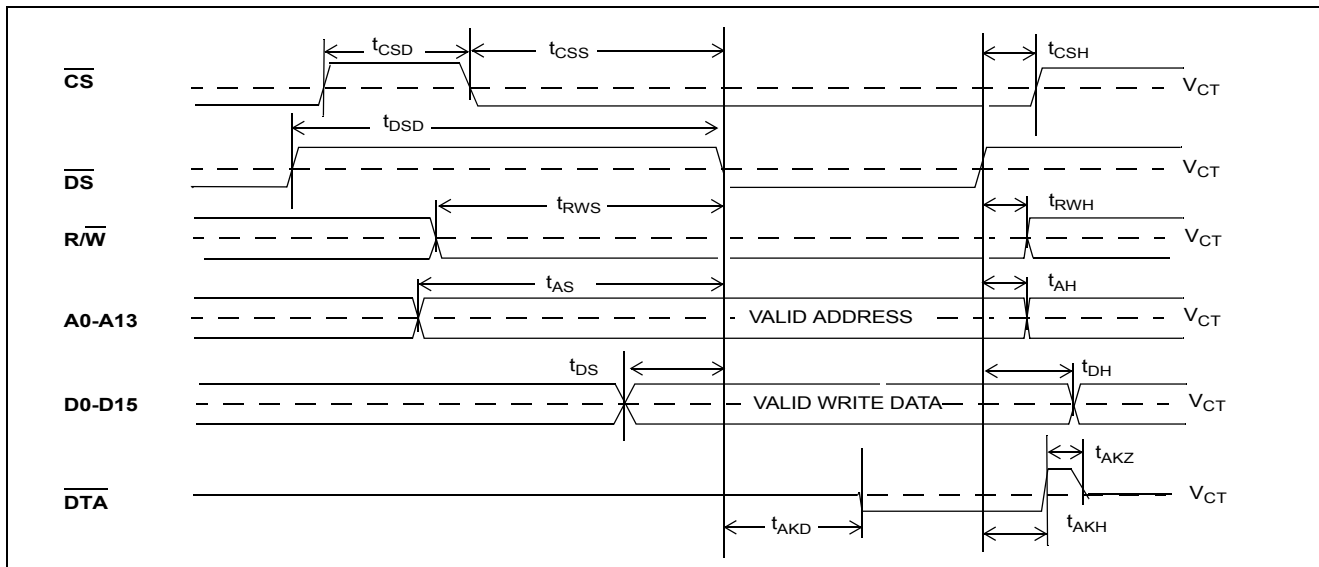 tCSD
tCSS
tCSH
CS
VCT
tDSD
DS
VCT
tRWS
tRWH
R/W
VCT
tAS
tAH
A0-A13
VALID ADDRESS
VCT
tDS
tDH
D0-D15
VALID WRITE DATA
VCT
tAKZ
DTA
VCT
tAKD
tAKH